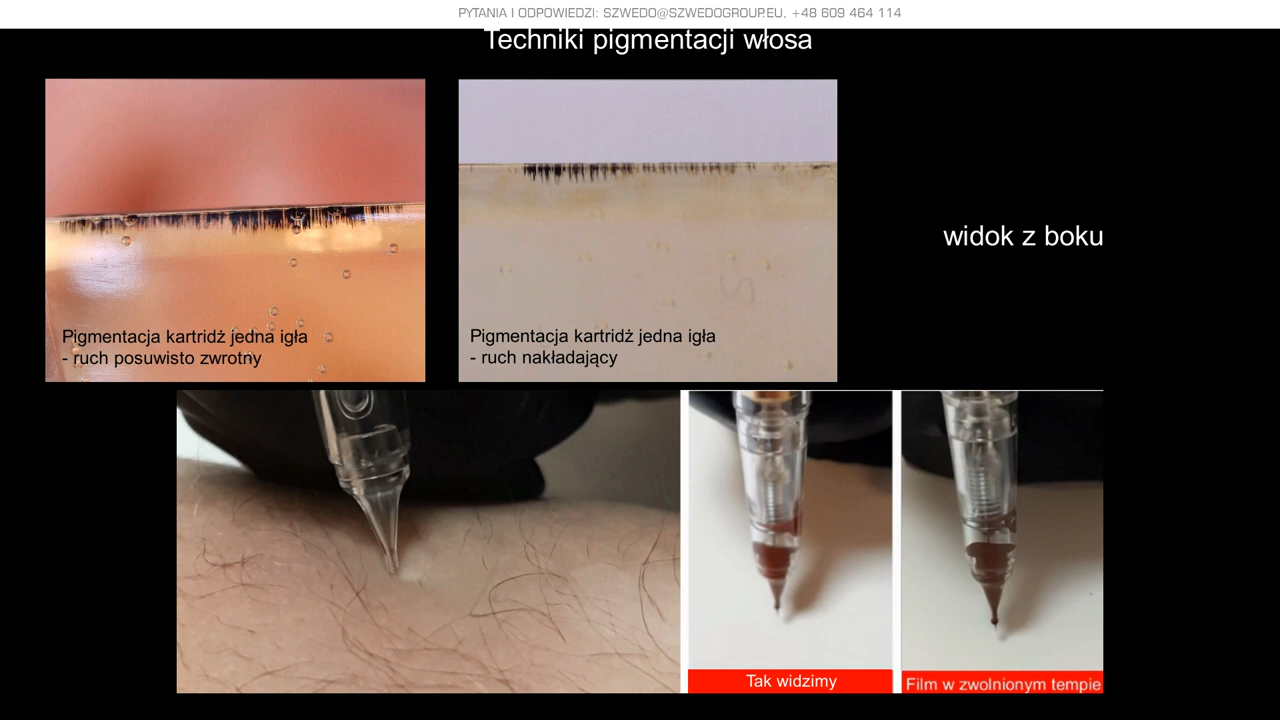 PYTANIA I ODPOWIEDZI: SZWEDO@SZWEDOGROUP.EU, +48 609 464 114
Techniki pigmentacji włosa
widok z boku
Pigmentacja kartridż jedna igła
- ruch posuwisto zwrotny
Pigmentacja kartridż jedna igła
- ruch nakładający
Tak widzimy
Film w zwolnionym tempie